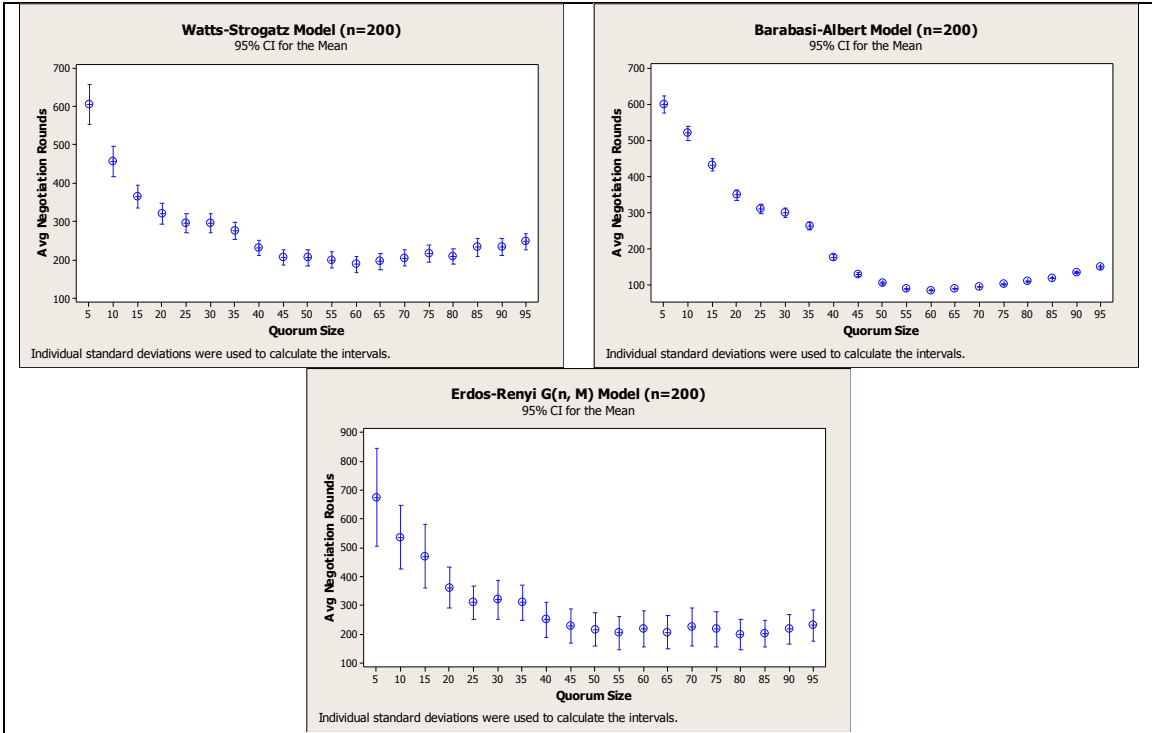 Watts-Strogatz Model (n=200)
95% CI for the Mean
700
600
500
400
300
200
100
Avg Negotiation Rounds
5 10 15 20 25 30 35 40 45 50 55 60 65 70 75 80 85 90 95
Quorum Size
Individual standard deviations were used to calculate the intervals.
Barabasi-Albert Model (n=200)
95% CI for the Mean
700
600
500
400
300
200
100
Avg Negotiation Rounds
5 10 15 20 25 30 35 40 45 50 55 60 65 70 75 80 85 90 95
Quorum Size
Individual standard deviations were used to calculate the intervals.
Erdos-Renyi G(n, M) Model (n=200)
95% CI for the Mean
900
800
700
600
500
400
300
200
100
Avg Negotiation Rounds
5 10 15 20 25 30 35 40 45 50 55 60 65 70 75 80 85 90 95
Quorum Size
Individual standard deviations were used to calculate the intervals.